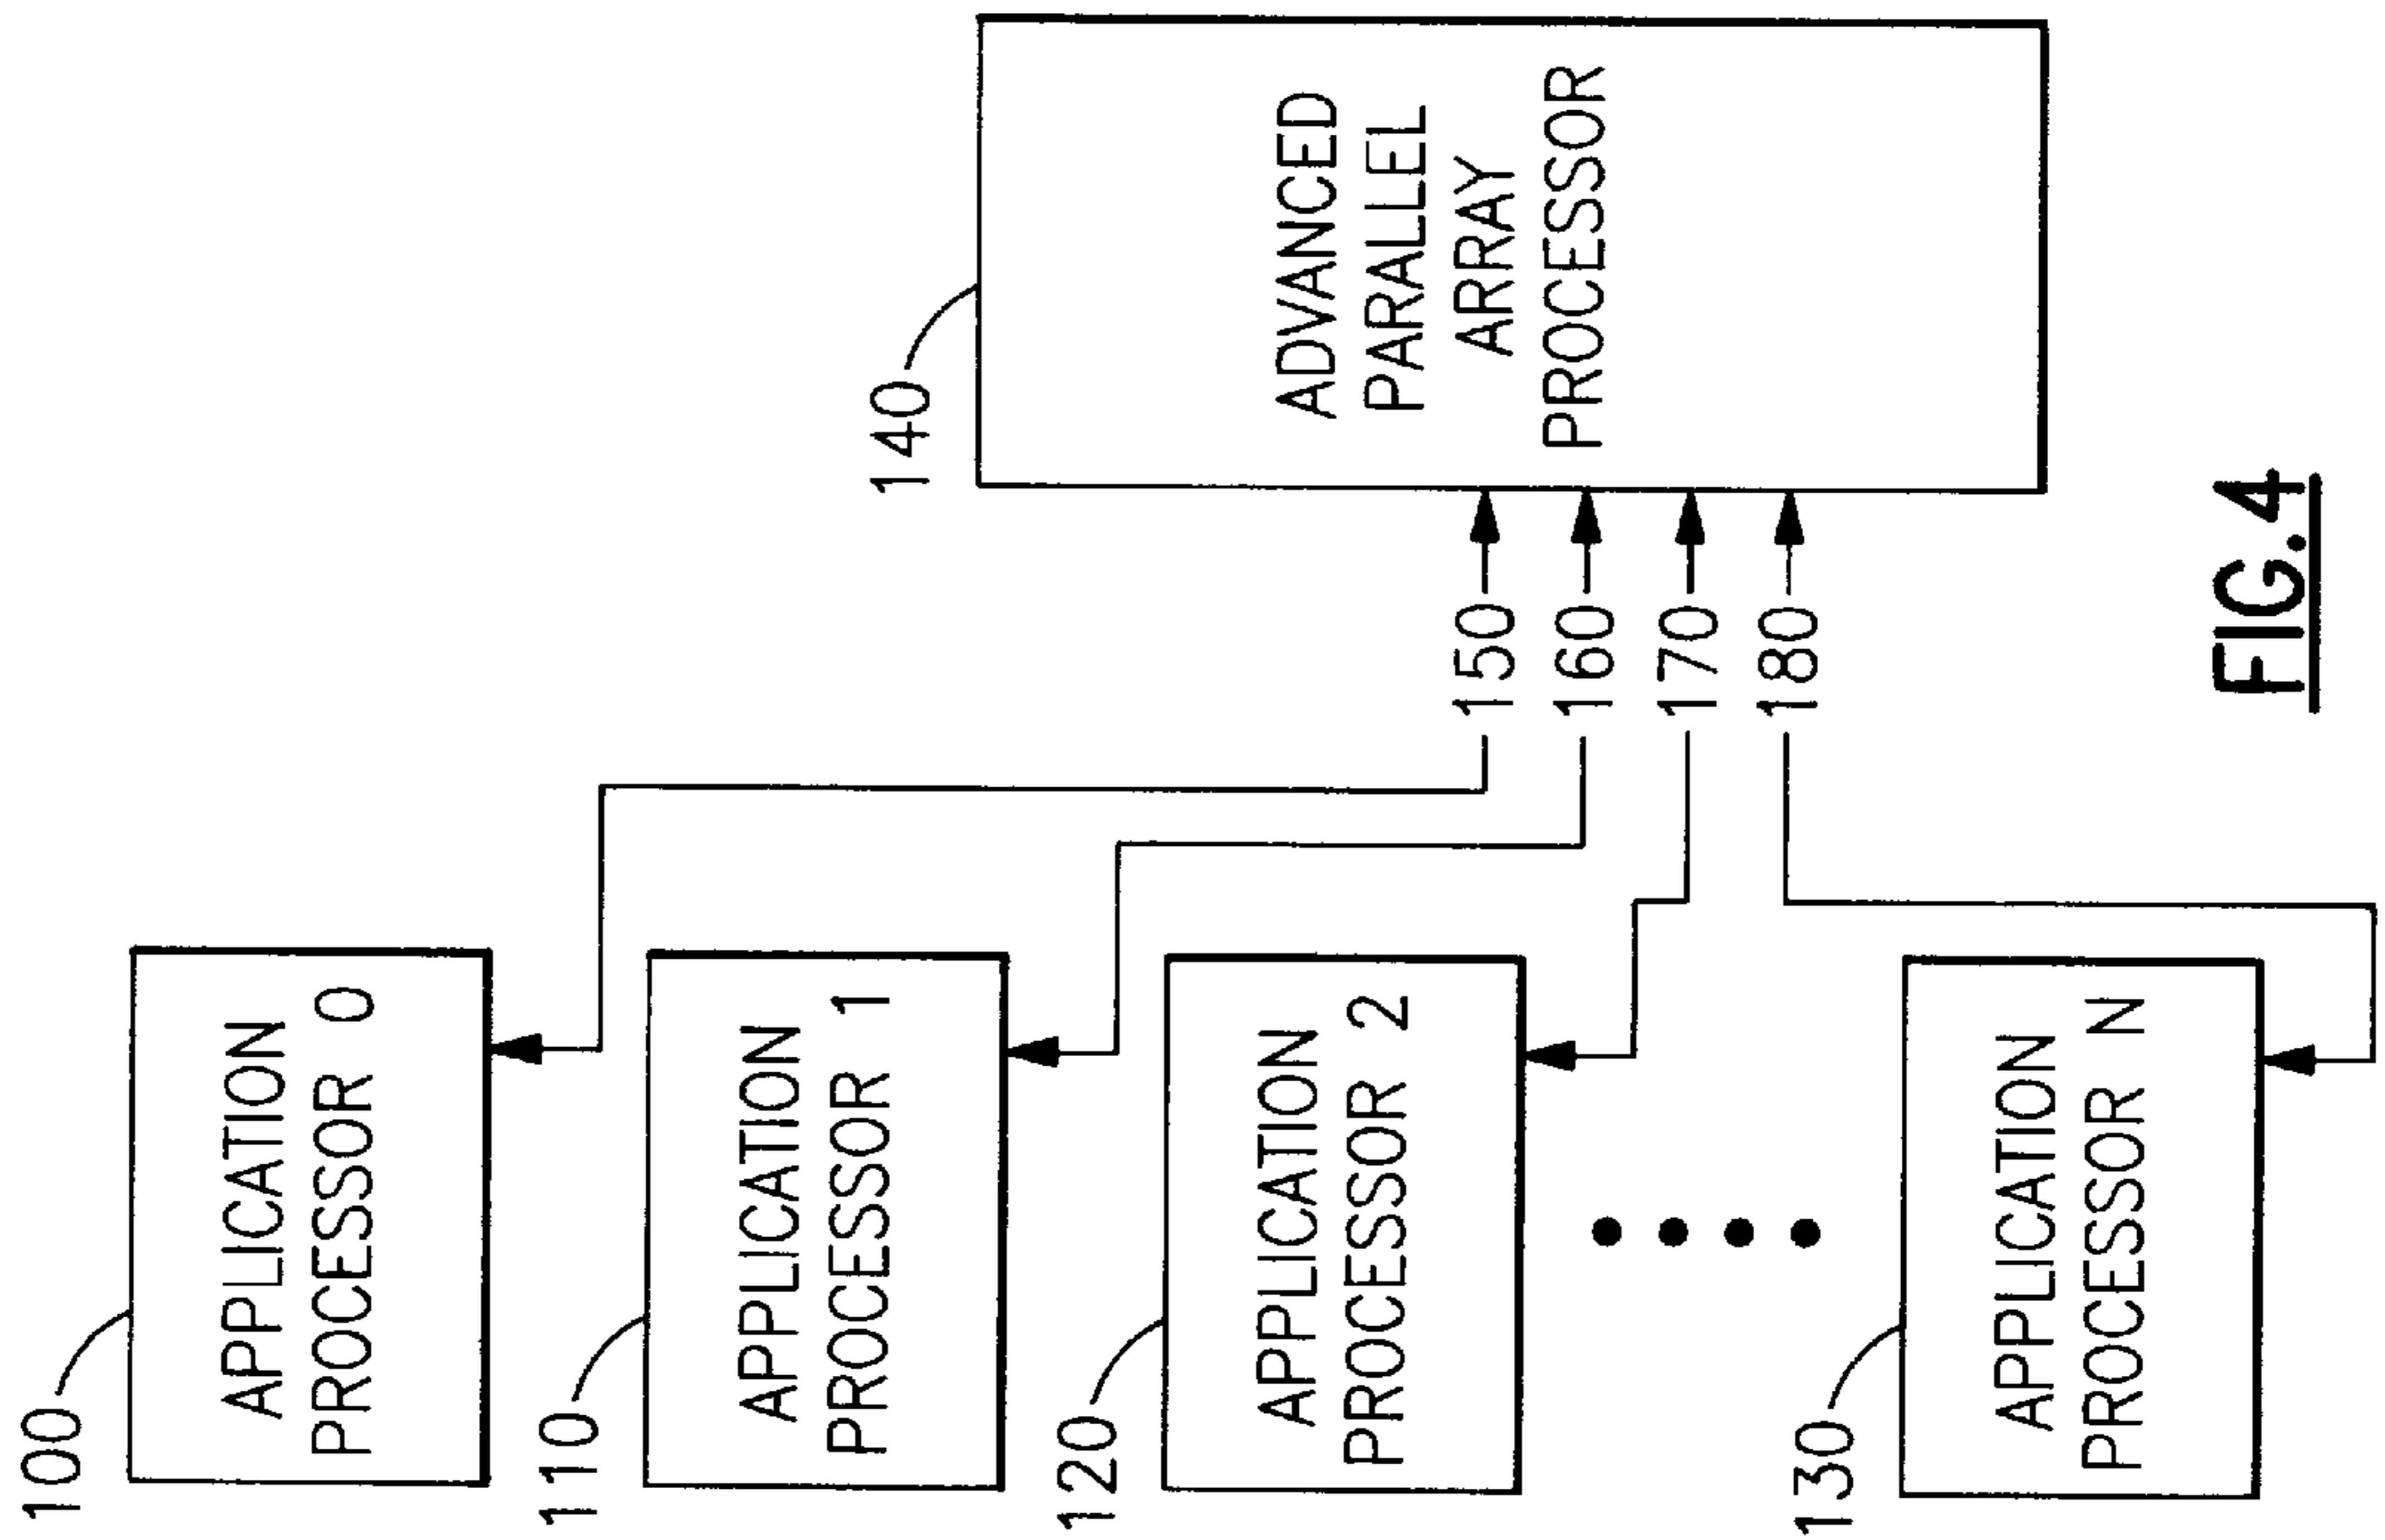 100
APPLICATION
PROCESSOR 0
110
APPLICATION
PROCESSOR 1
120
APPLICATION
PROCESSOR 2
130
APPLICATION
PROCESSOR N
140
ADVANCED
PARALLEL
ARRAY
PROCESSOR
150
160
170
180
FIG.4